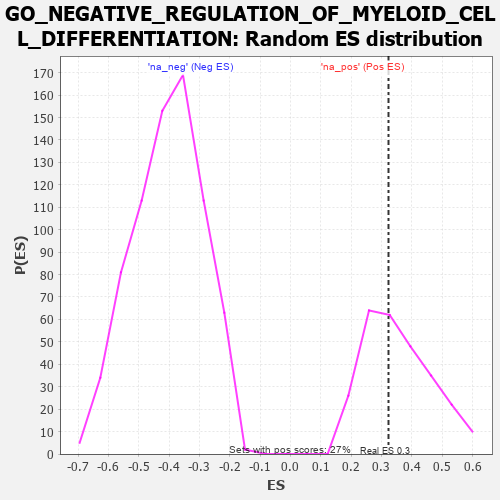 GO_NEGATIVE_REGULATION_OF_MYELOID_CEL
L_DIFFERENTIATION: Random ES distribution
'na_neg' (Neg ES)
'na_pos' (Pos ES)
170
160
150
140
130
120
110
100
90
80
70
60
50
40
30
20
10
0
P(ES)
Sets with pos scores: 27%
Real ES 0.3
-0.7 -0.6 -0.5 -0.4 -0.3 -0.2 -0.1 0.0 0.1 0.2 0.3 0.4 0.5 0.6
ES